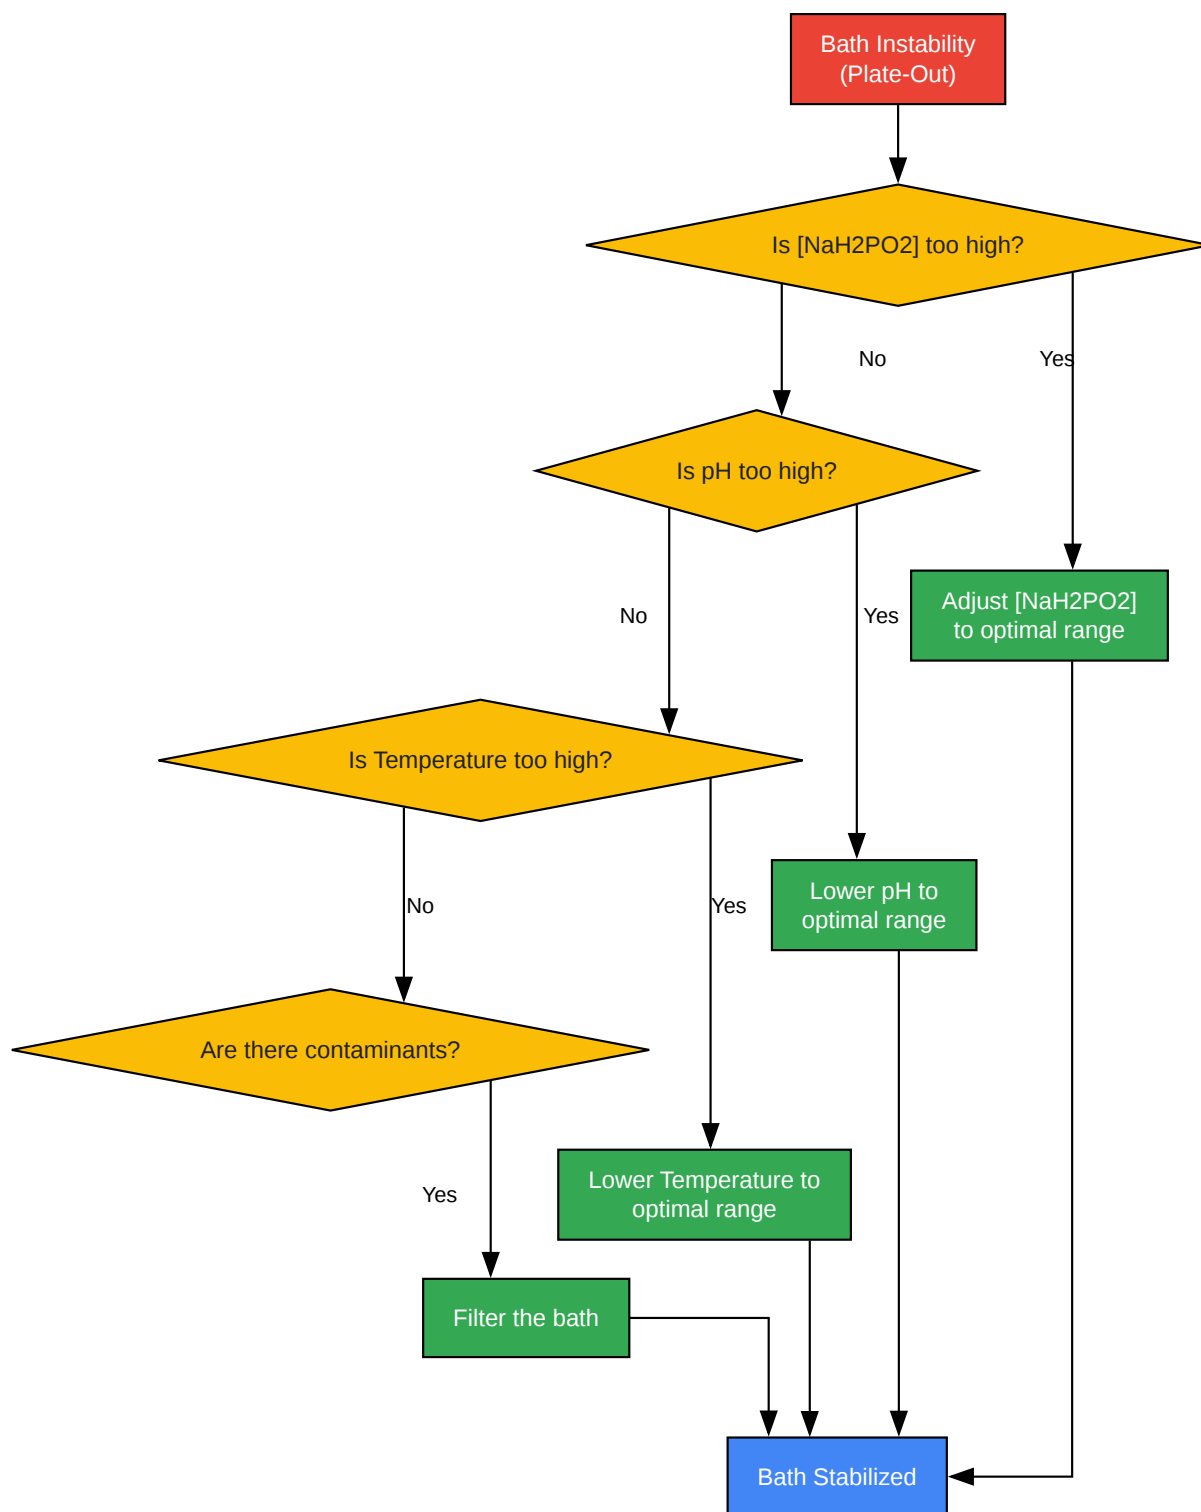 Bath Instability
(Plate-Out)
Is [NaH2PO2] too high?
No
Yes
Is pH too high?
Adjust [NaH2PO2]
to optimal range
No
Yes
Is Temperature too high?
Lower pH to
optimal range
No
Yes
Are there contaminants?
Lower Temperature to
optimal range
Yes
Filter the bath
Bath Stabilized